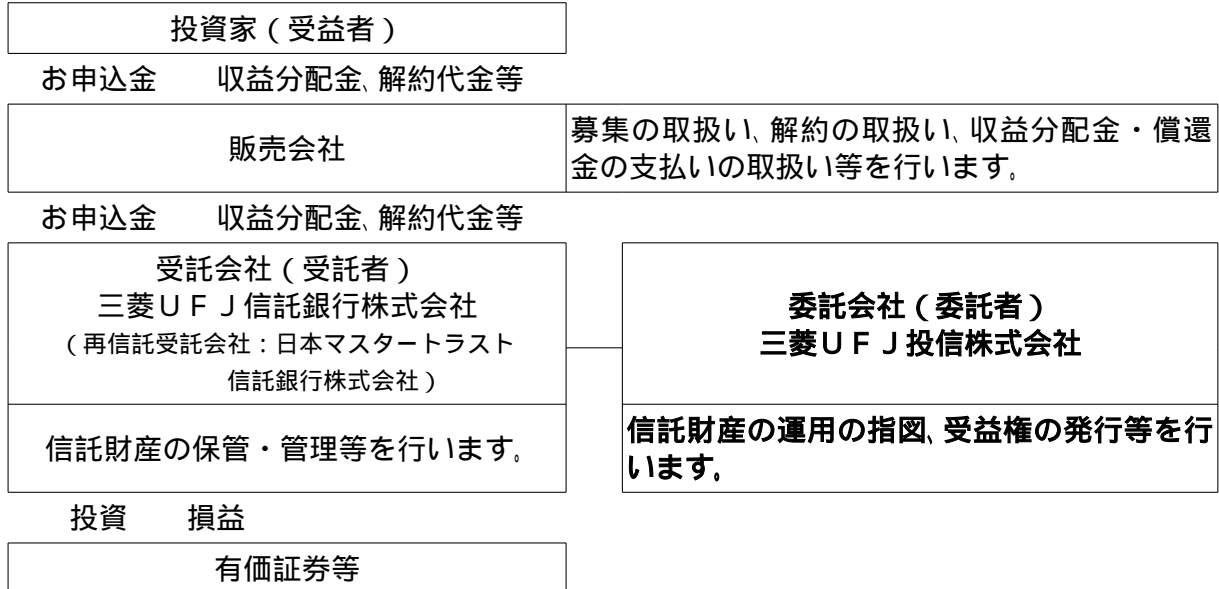 投資家(受益者)
お申込金 収益分配金、解約代金等
販売会社
募集の取扱い、解約の取扱い、収益分配金・償還
金の支払いの取扱い等を行います。
お申込金 収益分配金、解約代金等
受託会社(受託者)
三菱UFJ信託銀行株式会社
(再信託受託会社:日本マスタートラスト
信託銀行株式会社)
委託会社(委託者)
三菱UFJ投信株式会社
信託財産の保管・管理等を行います。
信託財産の運用の指図、受益権の発行等を行
います。
投資 損益
有価証券等